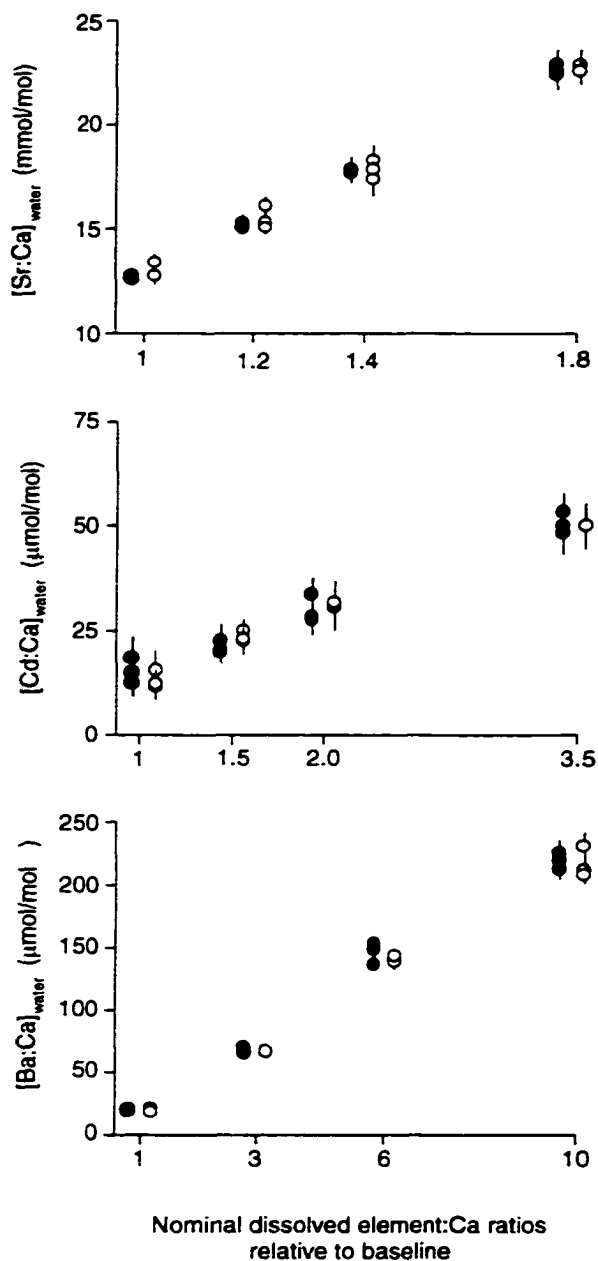 [Sr:Ca]water (mmol/mol)
25
20
15
10
1 1.2 1.4 1.8
[Cd:Ca]water (μmol/mol)
75
50
25
0
1 1.5 2.0 3.5
[Ba:Ca]water (μmol/mol )
250
200
150
100
50
0
1 3 6 10
Nominal dissolved element:Ca ratios
relative to baseline